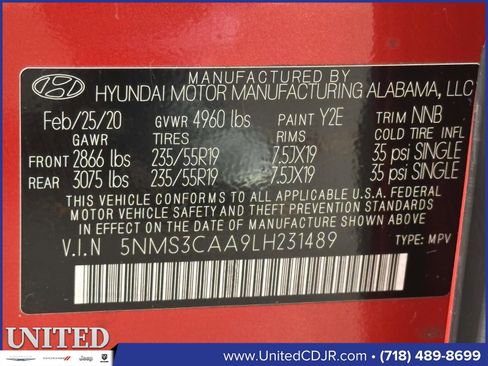 MANUFACTURED BY
HYUNDAI MOTOR MANUFACTURING ALABAMA, LLC
Feb/25/20 GVWR 4960 lbs PAINT Y2E TRIM NNB
GAWR TIRES RIMS COLD TIRE INFL
FRONT 2866 lbs 235/55R19 7.5JX19 35 psi SINGLE
REAR 3075 lbs 235/55R19 7.5JX19 35 psi SINGLE
THIS VEHICLE CONFORMS TO ALL APPLICABLE U.S.A. FEDERAL
MOTOR VEHICLE SAFETY, BUMPER, AND THEFT PREVENTION STANDARDS
IN EFFECT ON THE DATE OF MANUFACTURE SHOWN ABOVE.
V.I.N 5NMS3CAA9LH231489 TYPE: MPV
UNITED
Jeep
www.UnitedCDJR.com • (718) 489-8699